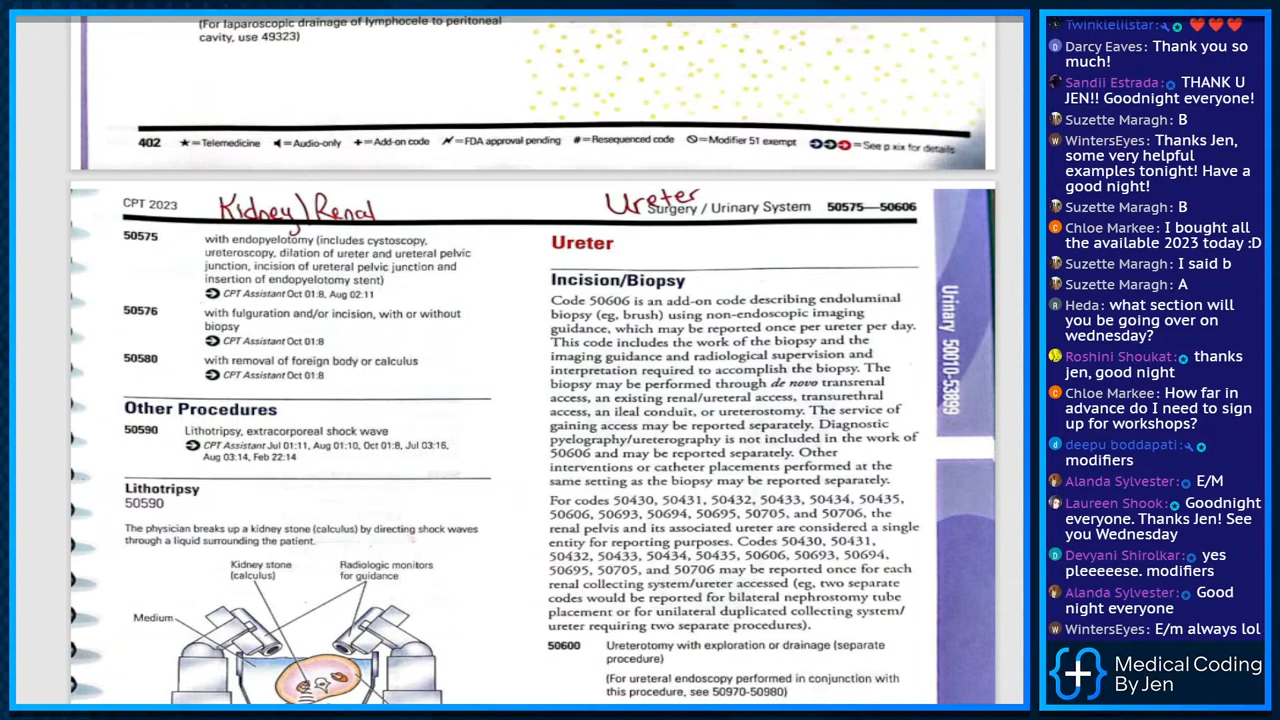 (For laparoscopic drainage of lymphocele to peritoneal
cavity, use 49323)
402 ★=Telemedicine =Audio-only +=Add-on code =FDA approval pending #=Resequenced code =Modifier 51 exempt =See p xix for details
CPT 2023
Kidney/Renal
Ureter
Surgery / Urinary System 50575—50606
50575 with endopyelotomy (includes cystoscopy,
ureteroscopy, dilation of ureter and ureteral pelvic
junction, incision of ureteral pelvic junction and
insertion of endopyelotomy stent)
CPT Assistant Oct 01:8, Aug 02:11
50576 with fulguration and/or incision, with or without
biopsy
CPT Assistant Oct 01:8
50580 with removal of foreign body or calculus
CPT Assistant Oct 01:8
Other Procedures
50590 Lithotripsy, extracorporeal shock wave
CPT Assistant Jul 01:11, Aug 01:10, Oct 01:8, Jul 03:16,
Aug 03:14, Feb 22:14
Lithotripsy
50590
The physician breaks up a kidney stone (calculus) by directing shock waves
through a liquid surrounding the patient.
Kidney stone
(calculus)
Radiologic monitors
for guidance
Medium
Ureter
Incision/Biopsy
Code 50606 is an add-on code describing endoluminal
biopsy (eg, brush) using non-endoscopic imaging
guidance, which may be reported once per ureter per day.
This code includes the work of the biopsy and the
imaging guidance and radiological supervision and
interpretation required to accomplish the biopsy. The
biopsy may be performed through de novo transrenal
access, an existing renal/ureteral access, transurethral
access, an ileal conduit, or ureterostomy. The service of
gaining access may be reported separately. Diagnostic
pyelography/ureterography is not included in the work of
50606 and may be reported separately. Other
interventions or catheter placements performed at the
same setting as the biopsy may be reported separately.
For codes 50430, 50431, 50432, 50433, 50434, 50435,
50606, 50693, 50694, 50695, 50705, and 50706, the
renal pelvis and its associated ureter are considered a single
entity for reporting purposes. Codes 50430, 50431,
50432, 50433, 50434, 50435, 50606, 50693, 50694,
50695, 50705, and 50706 may be reported once for each
renal collecting system/ureter accessed (eg, two separate
codes would be reported for bilateral nephrostomy tube
placement or for unilateral duplicated collecting system/
ureter requiring two separate procedures).
50600 Ureterotomy with exploration or drainage (separate
procedure)
(For ureteral endoscopy performed in conjunction with
this procedure, see 50970-50980)
Urinary 50010-53899
Twinklelilstar: ❤️❤️❤️
Darcy Eaves: Thank you so
much!
Sandii Estrada: THANK U
JEN!! Goodnight everyone!
Suzette Maragh: B
WintersEyes: Thanks Jen,
some very helpful
examples tonight! Have a
good night!
Suzette Maragh: B
Chloe Markee: I bought all
the available 2023 today :D
Suzette Maragh: I said b
Suzette Maragh: A
Heda: what section will
you be going over on
wednesday?
Roshini Shoukat: thanks
jen, good night
Chloe Markee: How far in
advance do I need to sign
up for workshops?
deepu boddapati:
modifiers
Alanda Sylvester: E/M
Laureen Shook: Goodnight
everyone. Thanks Jen! See
you Wednesday
Devyani Shirolkar: yes
pleeeeese. modifiers
Alanda Sylvester: Good
night everyone
WintersEyes: E/m always lol
Medical Coding
By Jen